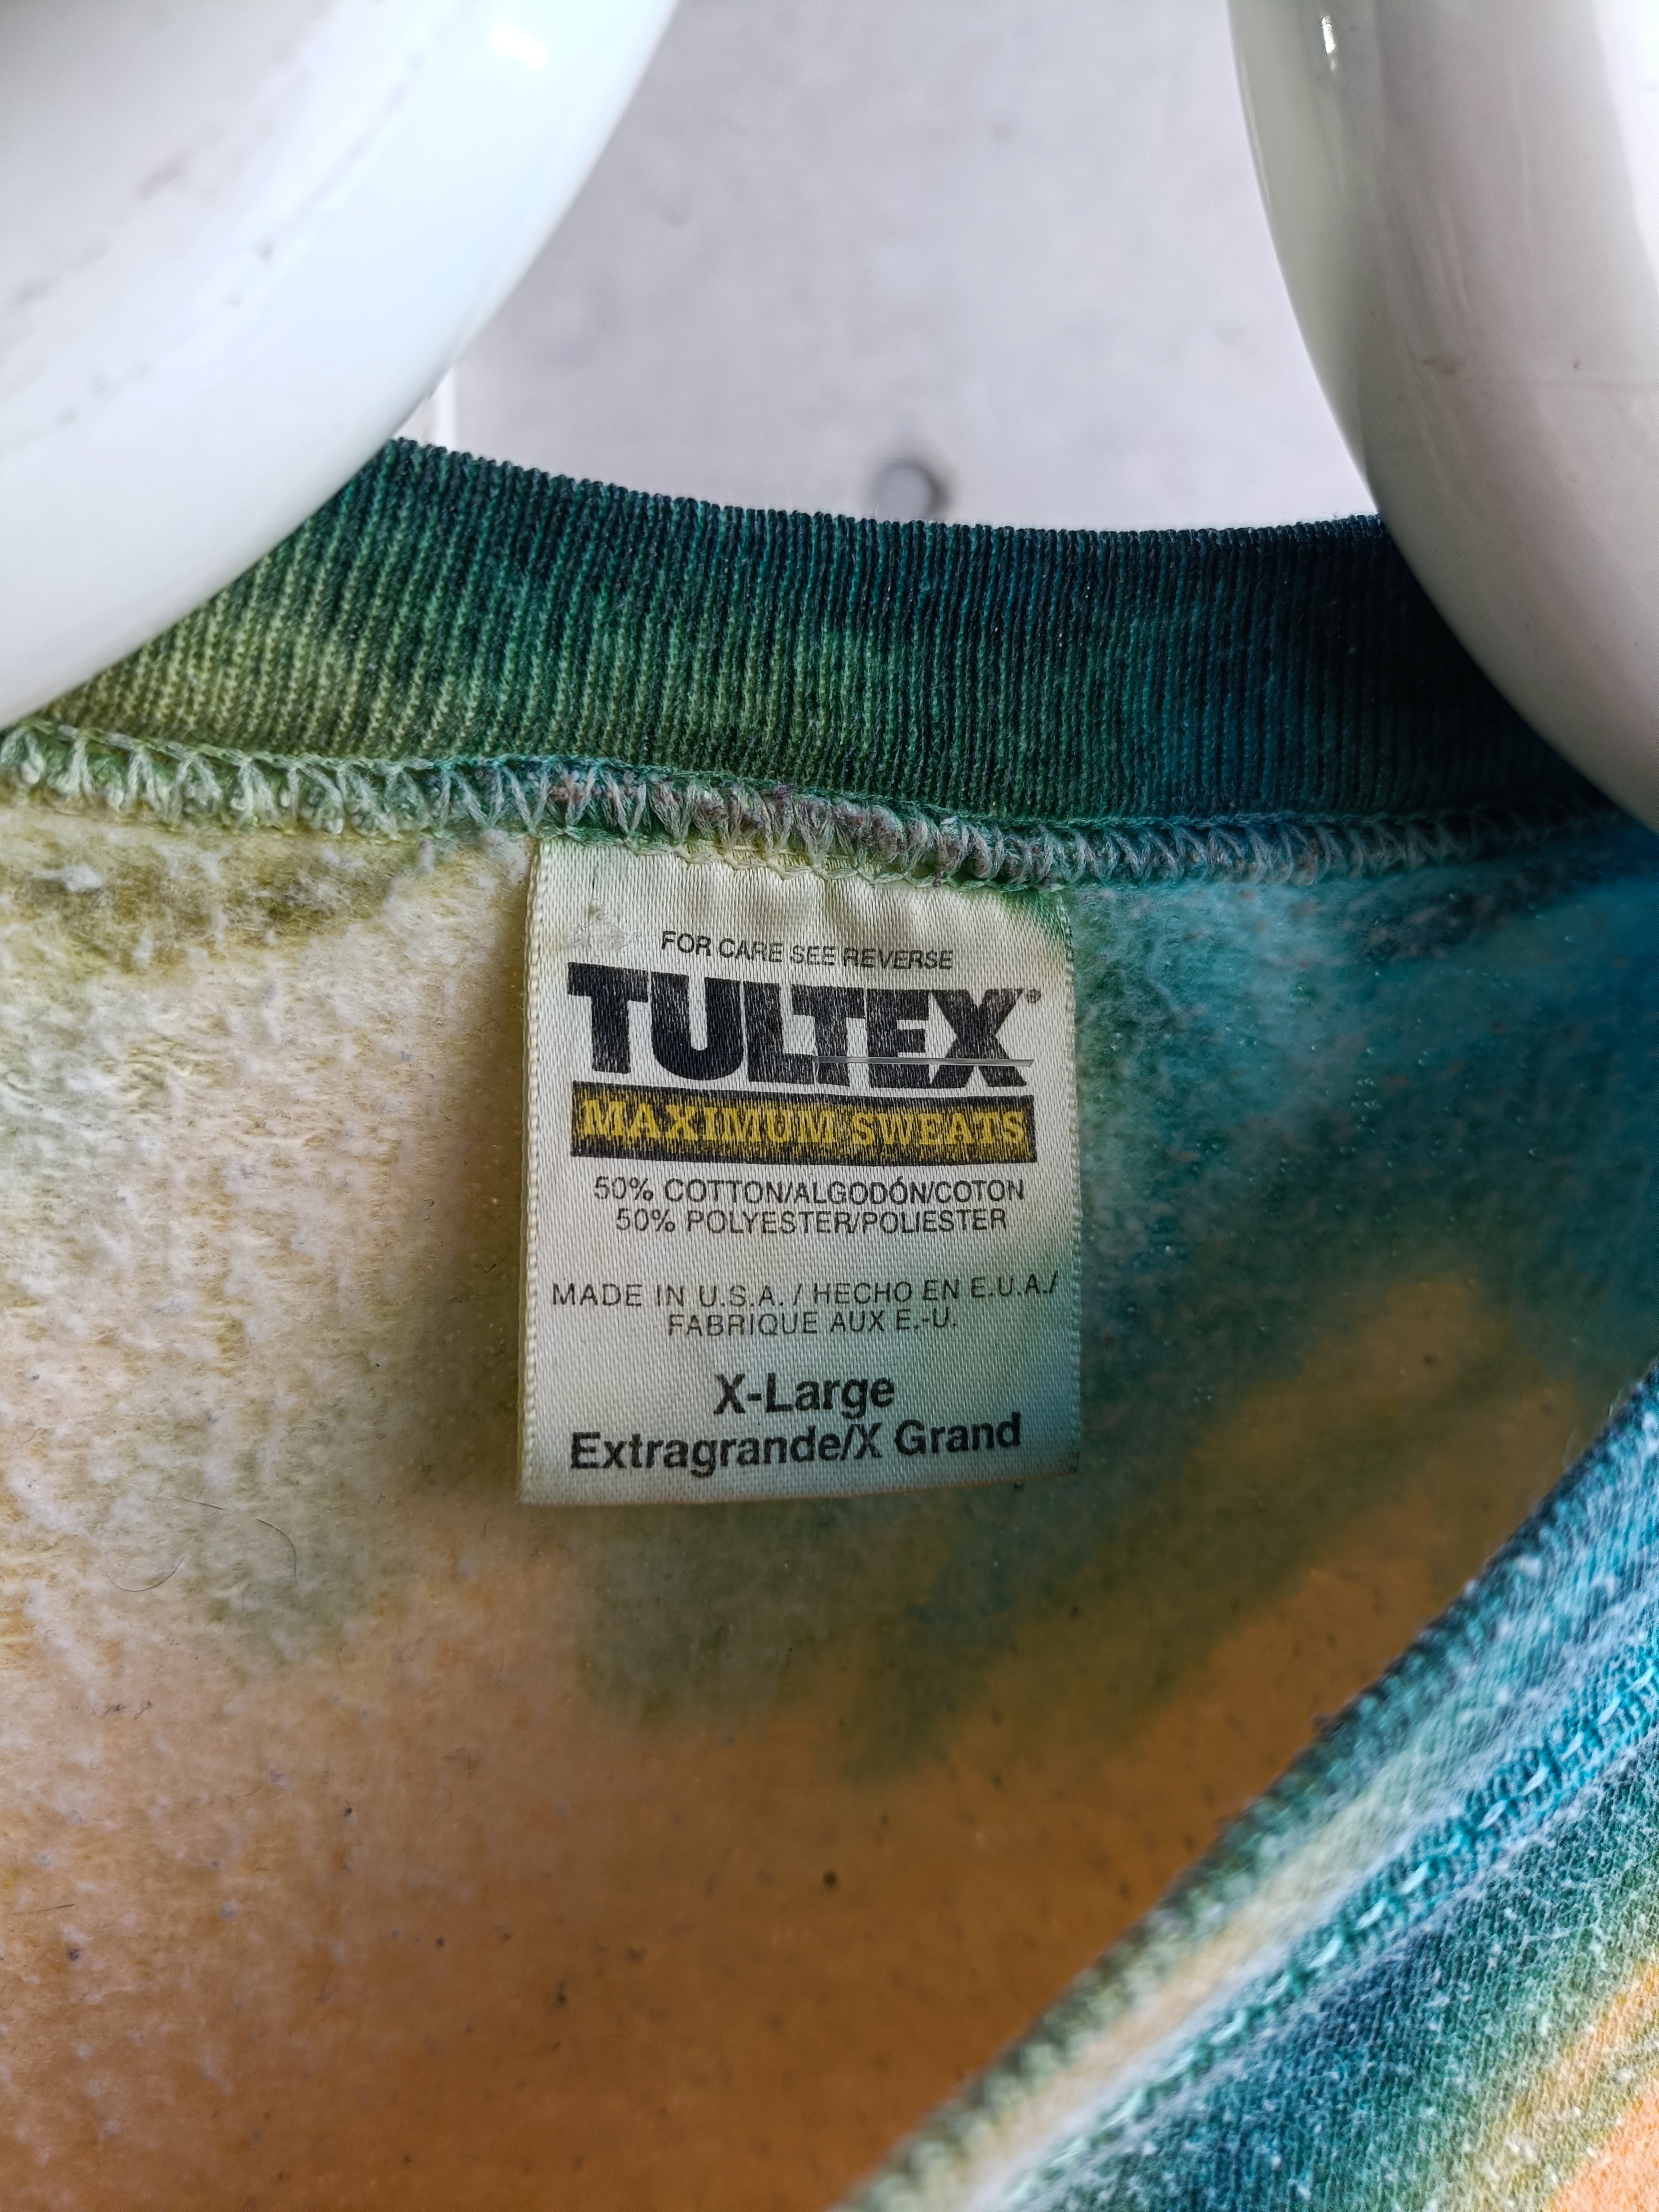 FOR CARE SEE REVERSE
TULTEX®
MAXIMUM SWEATS
50% COTTON/ALGODÓN/COTON
50% POLYESTER/POLIESTER
MADE IN U.S.A. / HECHO EN E.U.A./
FABRIQUE AUX E.-U.
X-Large
Extragrande/X Grand